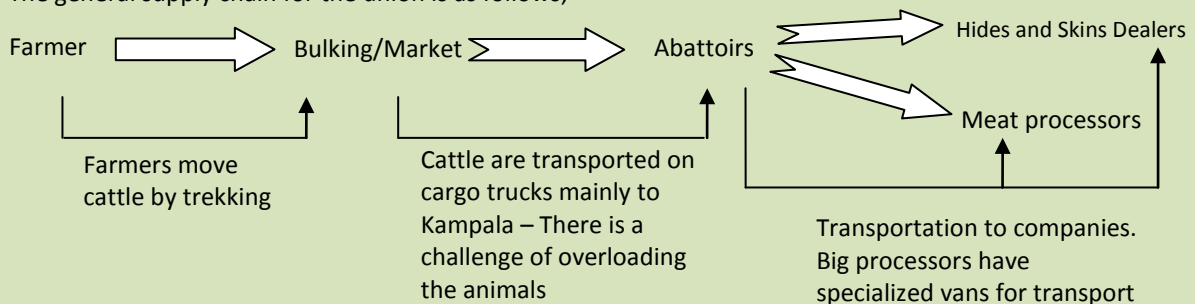 The general supply chain for the union is as follows;
Hides and Skins Dealers
Farmer
Bulking/Market
Abattoirs
Meat processors
Farmers move
cattle by trekking
Cattle are transported on
cargo trucks mainly to
Kampala – There is a
challenge of overloading
the animals
Transportation to companies.
Big processors have
specialized vans for transport